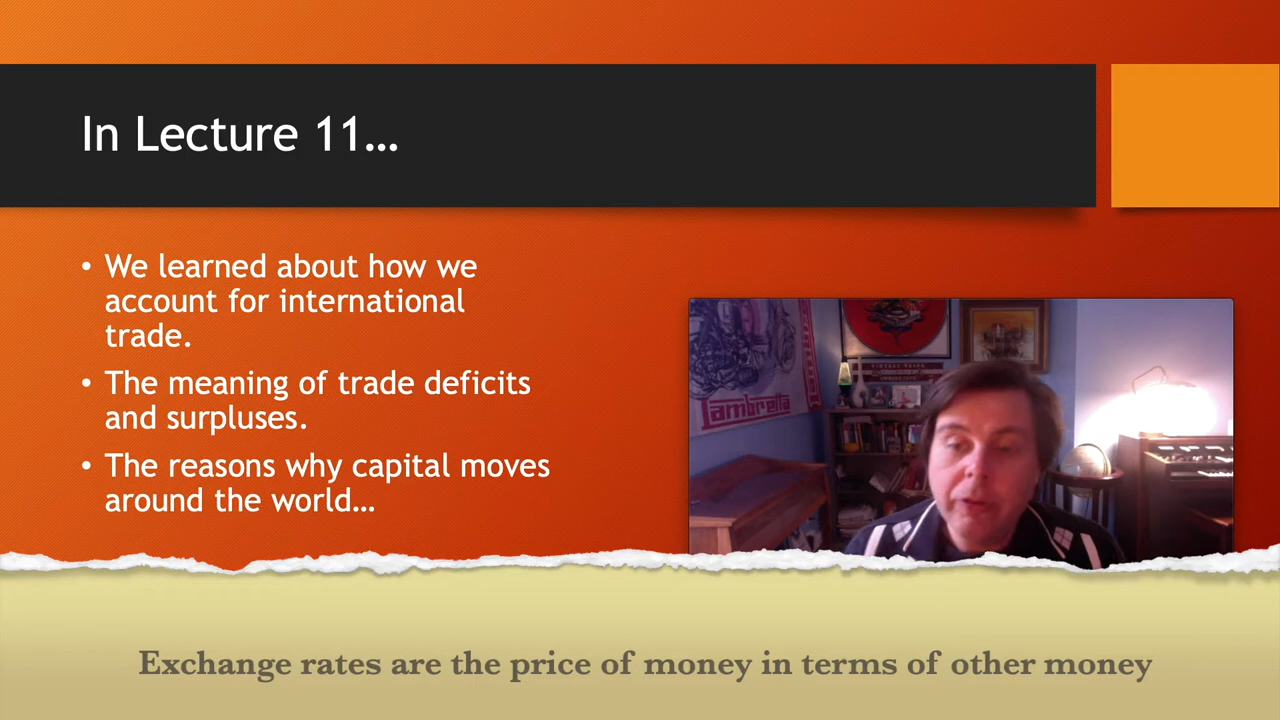 In Lecture 11…
• We learned about how we
account for international
trade.
• The meaning of trade deficits
and surpluses.
• The reasons why capital moves
around the world…
Lambretta
Exchange rates are the price of money in terms of other money